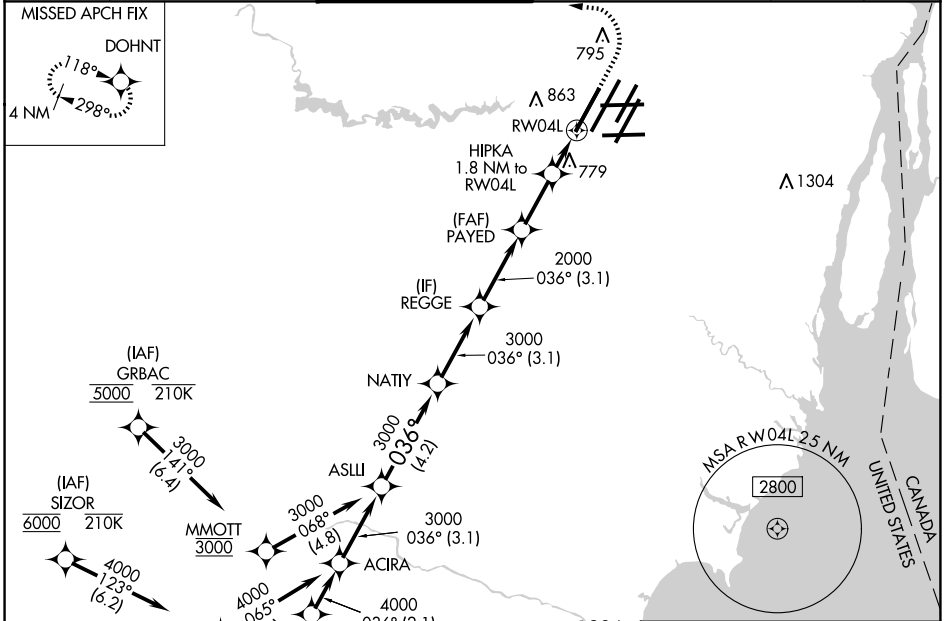 MISSED APCH FIX
DOHNT
118°
298°
4 NM
795
863
RW04L
HIPKA
1.8 NM to
RW04L
779
1304
(FAF)
PAYED
2000
036° (3.1)
(IF)
REGGE
3000
036° (3.1)
NATIY
(IAF)
GRBAC
5000 210K
3000
141°
(6.4)
3000
036°
(4.2)
ASLLI
(IAF)
SIZOR
6000 210K
MMOTT
3000
3000
068°
(4.8)
3000
036° (3.1)
ACIRA
4000
123°
(6.2)
4000
065°
4000
MSA RW04L 25 NM
2800
CANADA
UNITED STATES